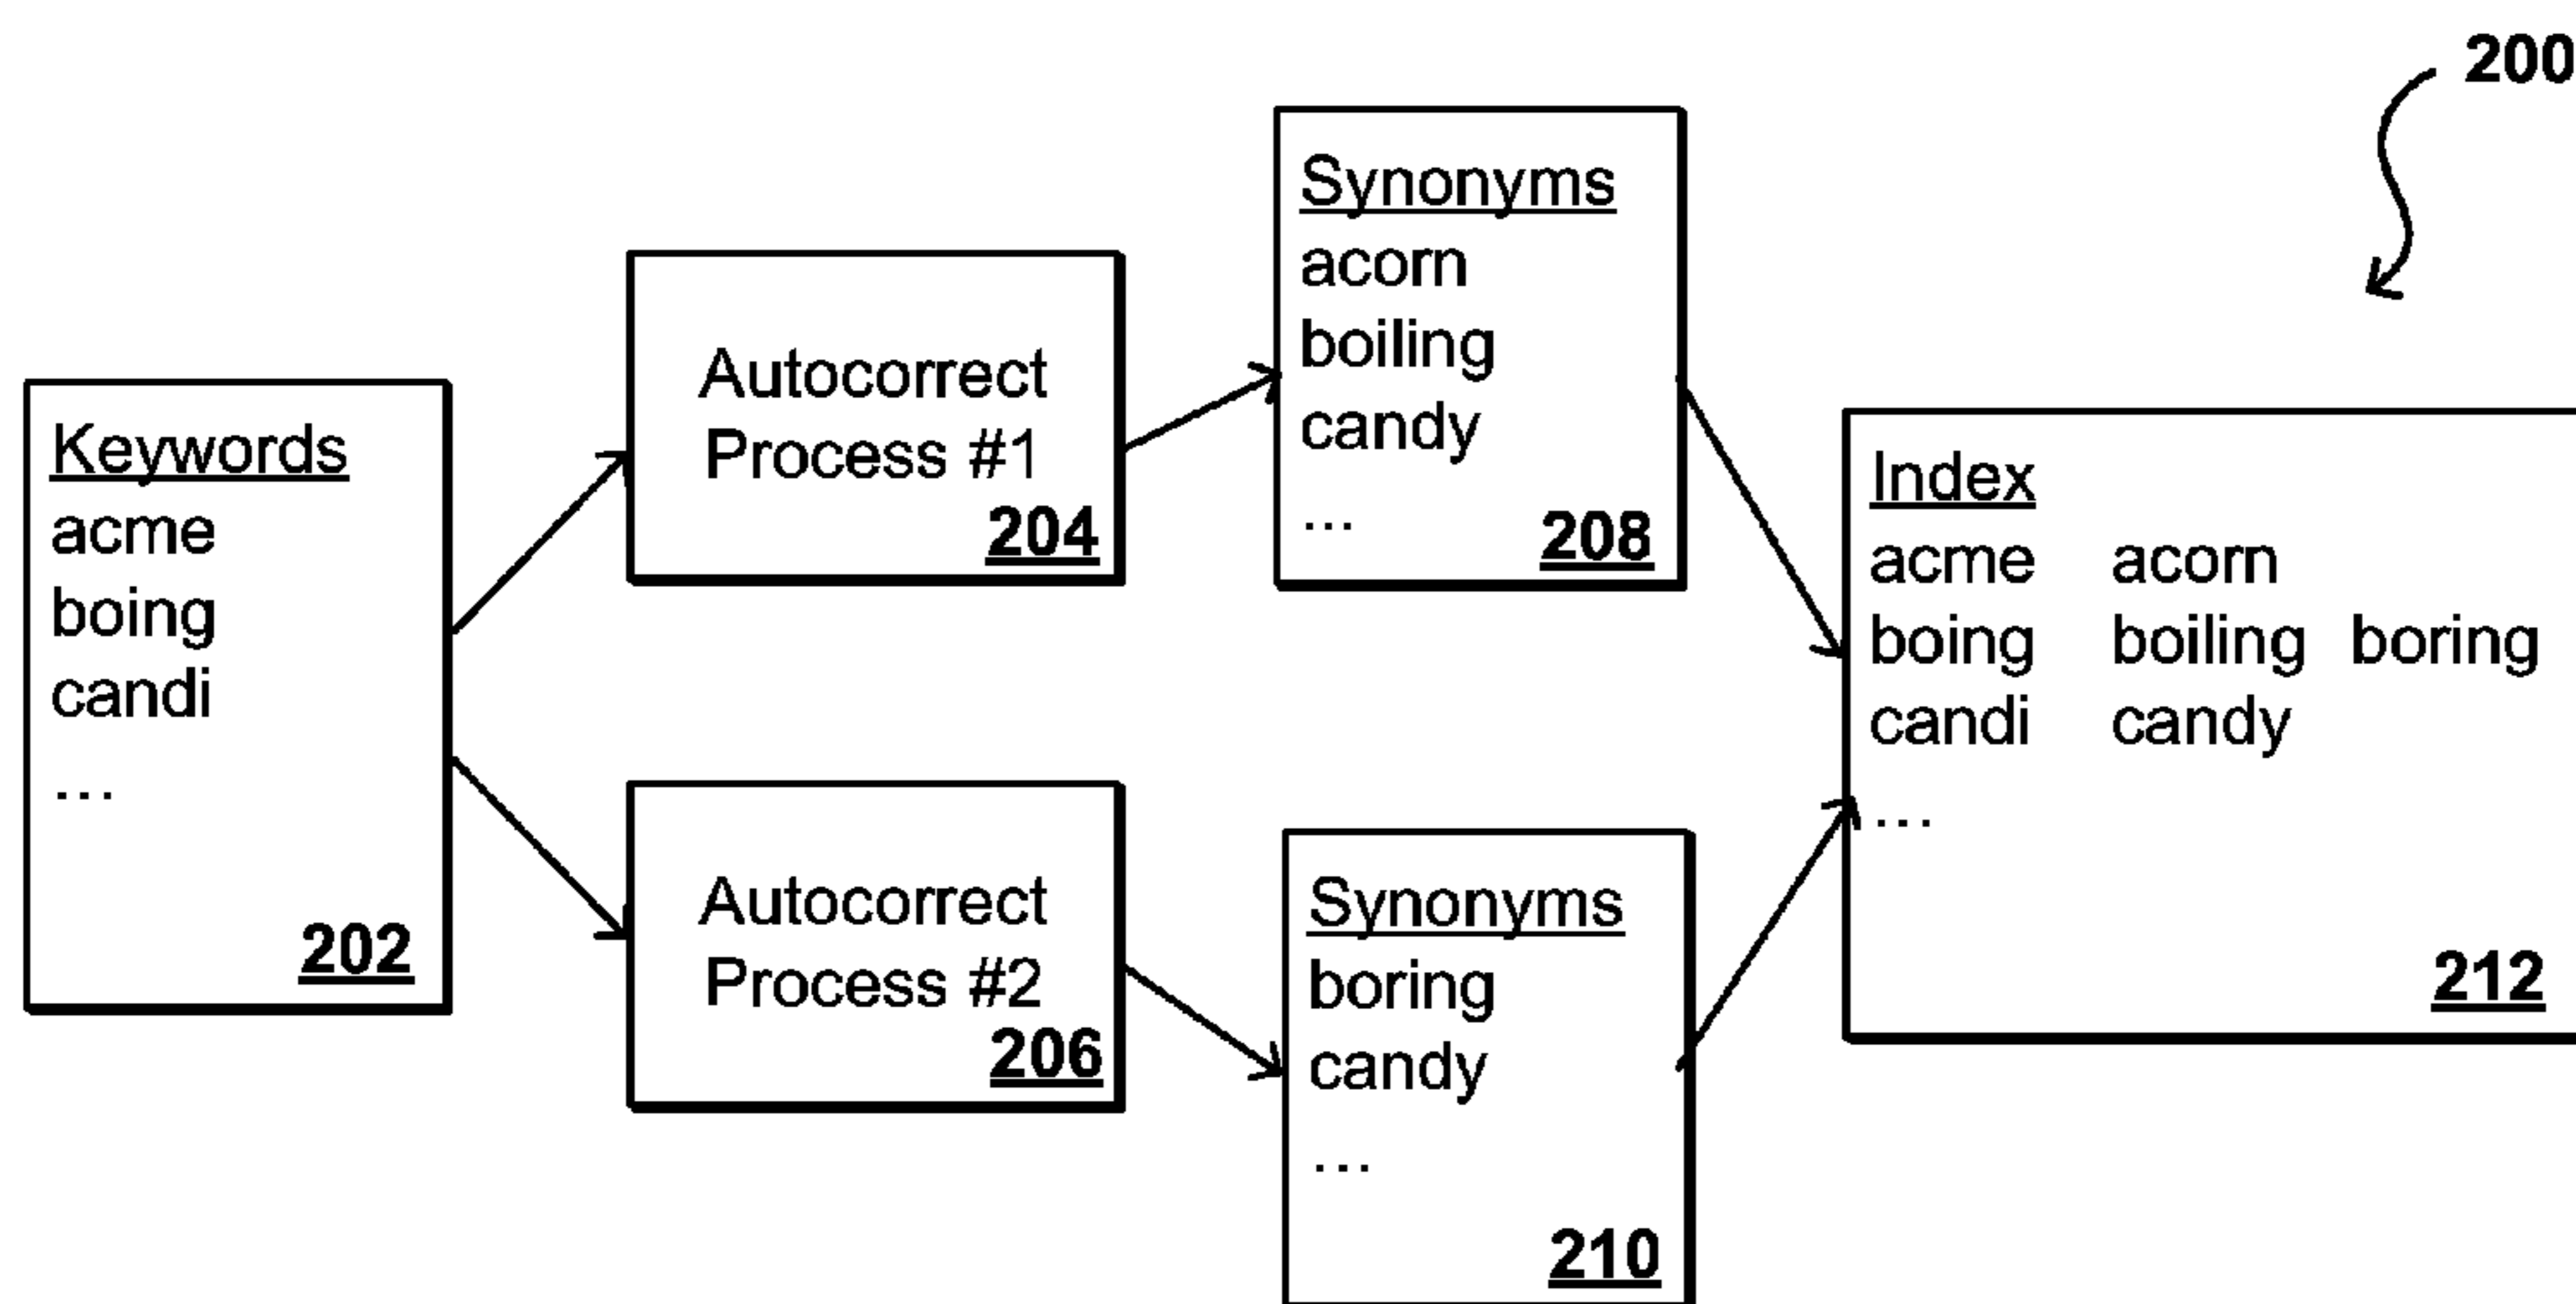 200
Keywords
acme
boing
candi
...
202
Autocorrect
Process #1
204
Autocorrect
Process #2
206
Synonyms
acorn
boiling
candy
...
208
Synonyms
boring
candy
...
210
Index
acme acorn
boing boiling boring
candi candy
...
212